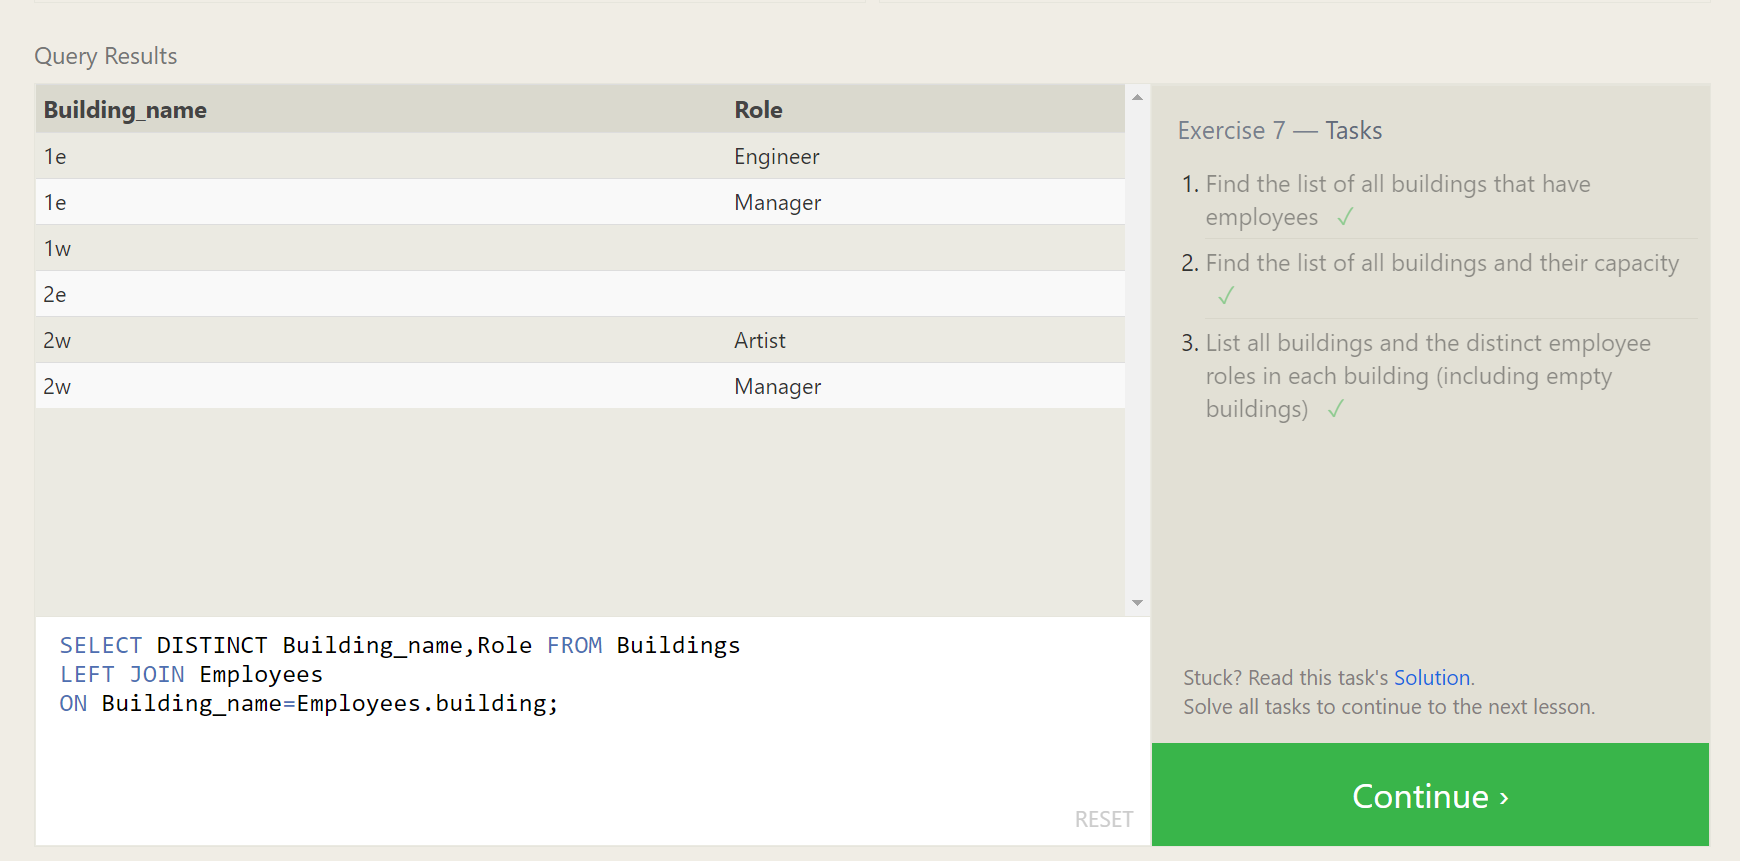 Query Results
Building_name Role
1e Engineer
1e Manager
1w
2e
2w Artist
2w Manager
SELECT DISTINCT Building_name,Role FROM Buildings
LEFT JOIN Employees
ON Building_name=Employees.building;
RESET
Exercise 7 — Tasks
1. Find the list of all buildings that have
employees ✓
2. Find the list of all buildings and their capacity
✓
3. List all buildings and the distinct employee
roles in each building (including empty
buildings) ✓
Stuck? Read this task's Solution.
Solve all tasks to continue to the next lesson.
Continue ›